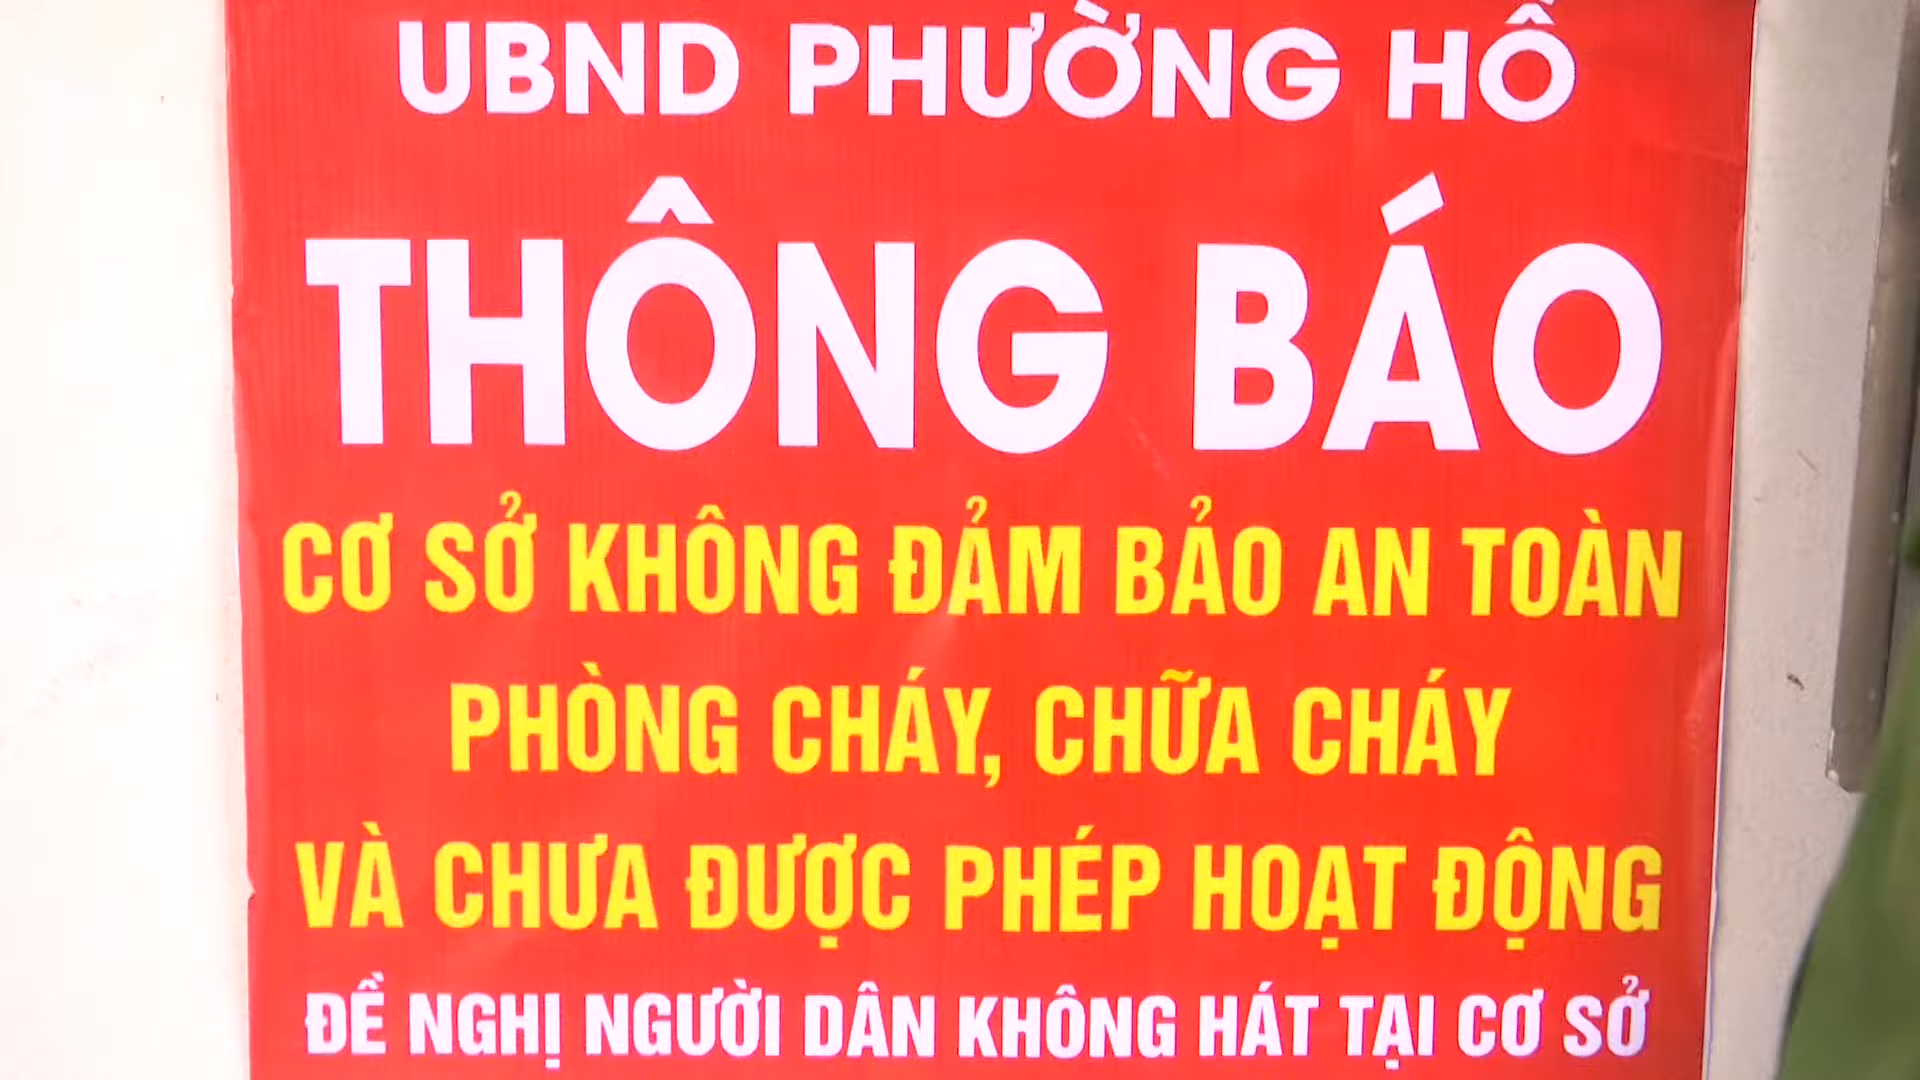 UBND PHƯỜNG HỐ
THÔNG BÁO
CƠ SỞ KHÔNG ĐẢM BẢO AN TOÀN
PHÒNG CHÁY, CHỮA CHÁY
VÀ CHƯA ĐƯỢC PHÉP HOẠT ĐỘNG
ĐỀ NGHỊ NGƯỜI DÂN KHÔNG HÁT TẠI CƠ SỞ